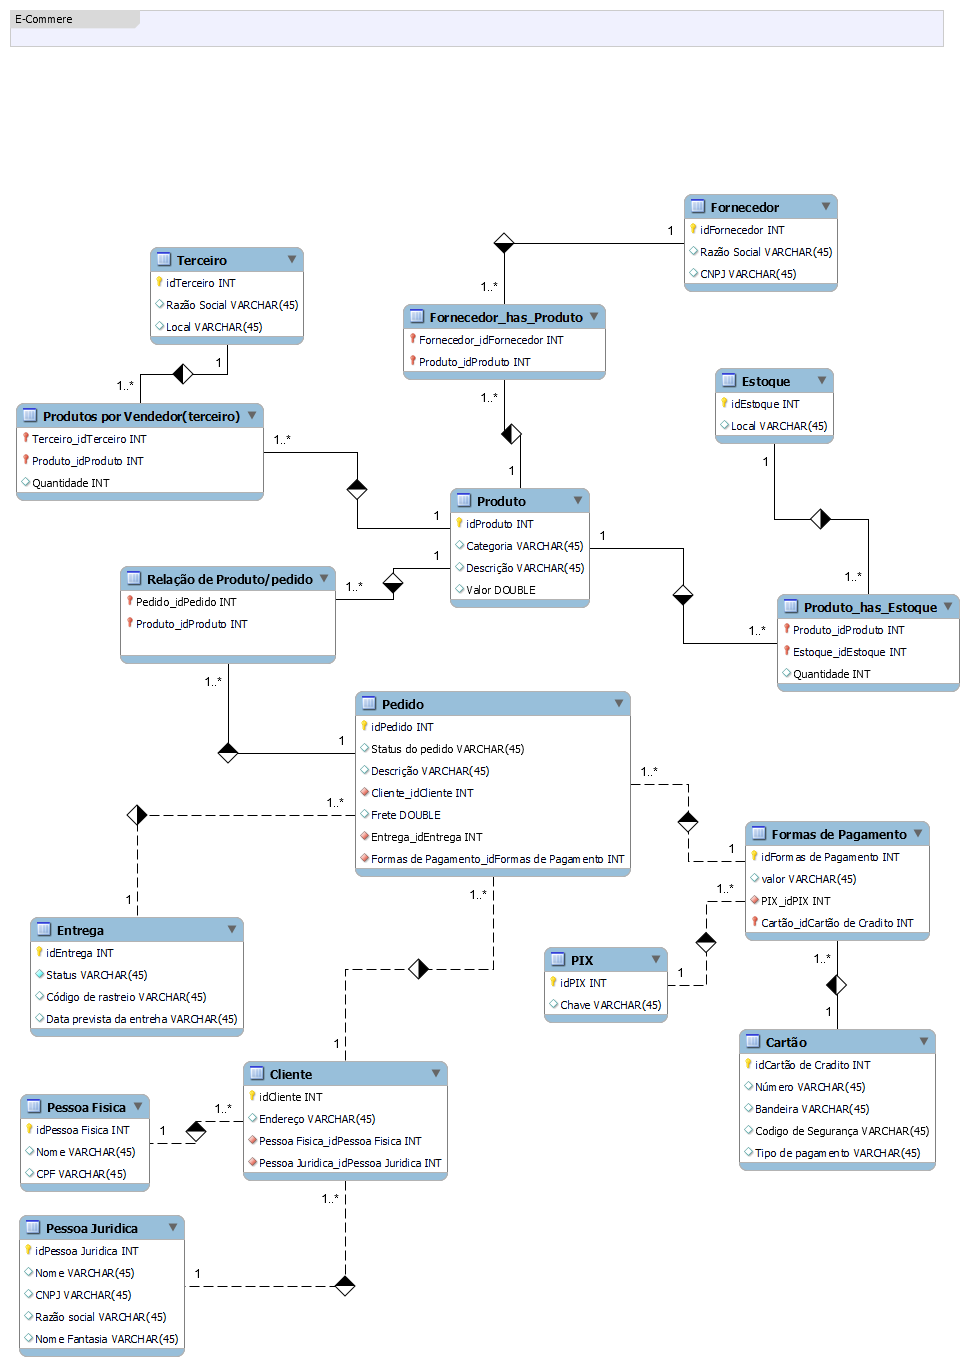 E-Commere
Fornecedor
idFornecedor INT
Razão Social VARCHAR(45)
CNPJ VARCHAR(45)
1
1..*
Terceiro
idTerceiro INT
Razão Social VARCHAR(45)
Local VARCHAR(45)
1
1..*
Fornecedor_has_Produto
Fornecedor_idFornecedor INT
Produto_idProduto INT
1..*
1
Estoque
idEstoque INT
Local VARCHAR(45)
1
1..*
Produtos por Vendedor(terceiro)
Terceiro_idTerceiro INT
Produto_idProduto INT
Quantidade INT
1..*
1
Produto
idProduto INT
Categoria VARCHAR(45)
Descrição VARCHAR(45)
Valor DOUBLE
1
1..*
1
1..*
Relação de Produto/pedido
Pedido_idPedido INT
Produto_idProduto INT
1..*
1
Produto_has_Estoque
Produto_idProduto INT
Estoque_idEstoque INT
Quantidade INT
Pedido
idPedido INT
Status do pedido VARCHAR(45)
Descrição VARCHAR(45)
Cliente_idCliente INT
Frete DOUBLE
Entrega_idEntrega INT
Formas de Pagamento_idFormas de Pagamento INT
1..*
1
1..*
1
1..*
1
Formas de Pagamento
idFormas de Pagamento INT
valor VARCHAR(45)
PIX_idPIX INT
Cartão_idCartão de Cradito INT
1..*
1
1..*
1
Entrega
idEntrega INT
Status VARCHAR(45)
Código de rastreio VARCHAR(45)
Data prevista da entreha VARCHAR(45)
PIX
idPIX INT
Chave VARCHAR(45)
Cartão
idCartão de Cradito INT
Número VARCHAR(45)
Bandeira VARCHAR(45)
Codigo de Segurança VARCHAR(45)
Tipo de pagamento VARCHAR(45)
Cliente
idCliente INT
Endereço VARCHAR(45)
Pessoa Fisica_idPessoa Fisica INT
Pessoa Juridica_idPessoa Juridica INT
1..*
1
1..*
1
Pessoa Fisica
idPessoa Fisica INT
Nome VARCHAR(45)
CPF VARCHAR(45)
Pessoa Juridica
idPessoa Juridica INT
Nome VARCHAR(45)
CNPJ VARCHAR(45)
Razão social VARCHAR(45)
Nome Fantasia VARCHAR(45)